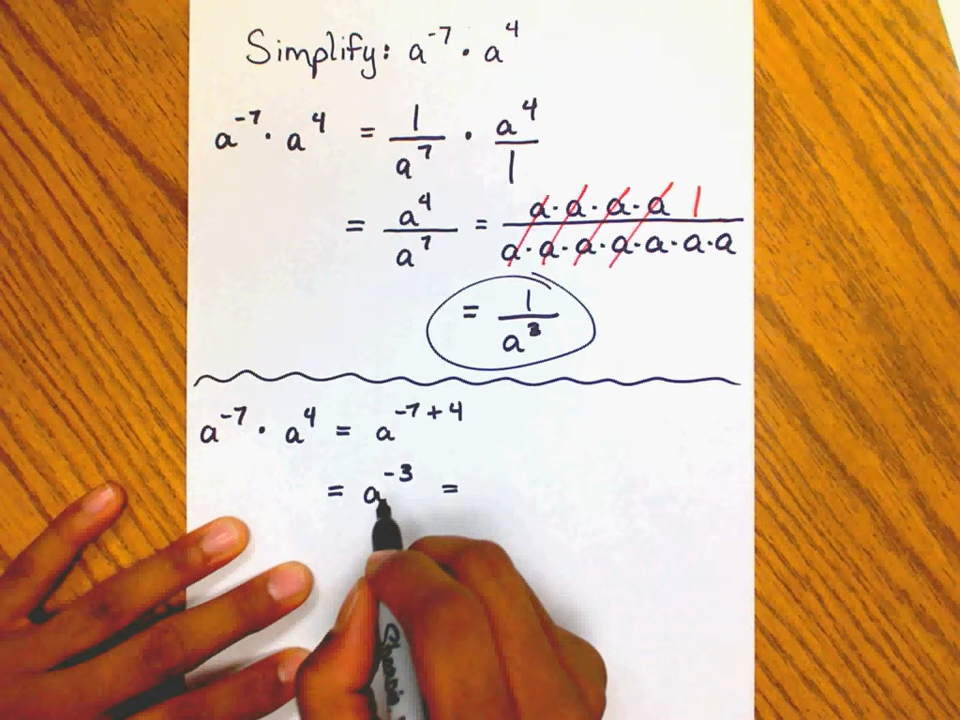 Simplify: a⁻⁷ · a⁴
a⁻⁷ · a⁴ = 1/a⁷ · a⁴/1
= a⁴/a⁷ = a·a·a·a 1/a·a·a·a·a·a·a
= 1/a³
a⁻⁷ · a⁴ = a⁻⁷⁺⁴
= a⁻³ =
Sharpie